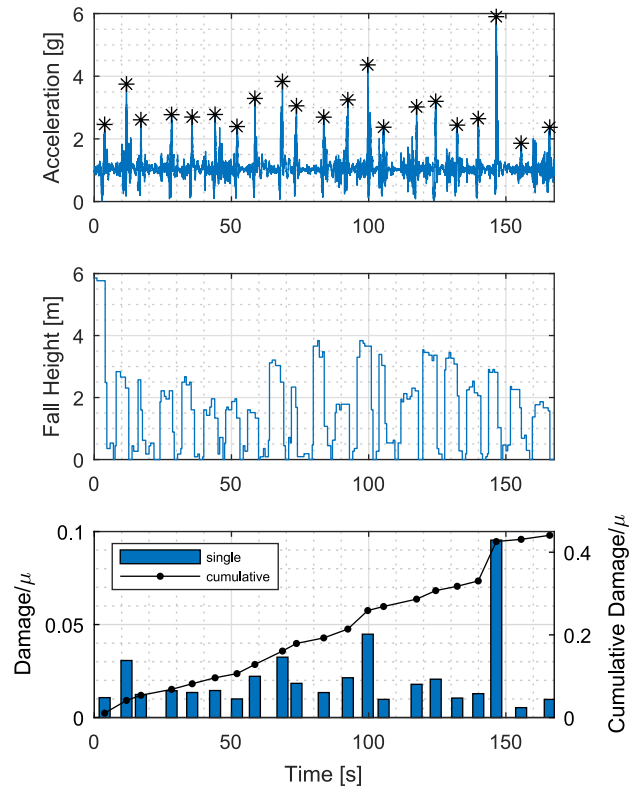 6
4
2
0
Acceleration [g]
0 50 100 150
6
4
2
0
Fall Height [m]
0 50 100 150
0.1
0.05
0
Damage/μ
single
cumulative
0.4
0.2
0
Cumulative Damage/μ
0 50 100 150
Time [s]